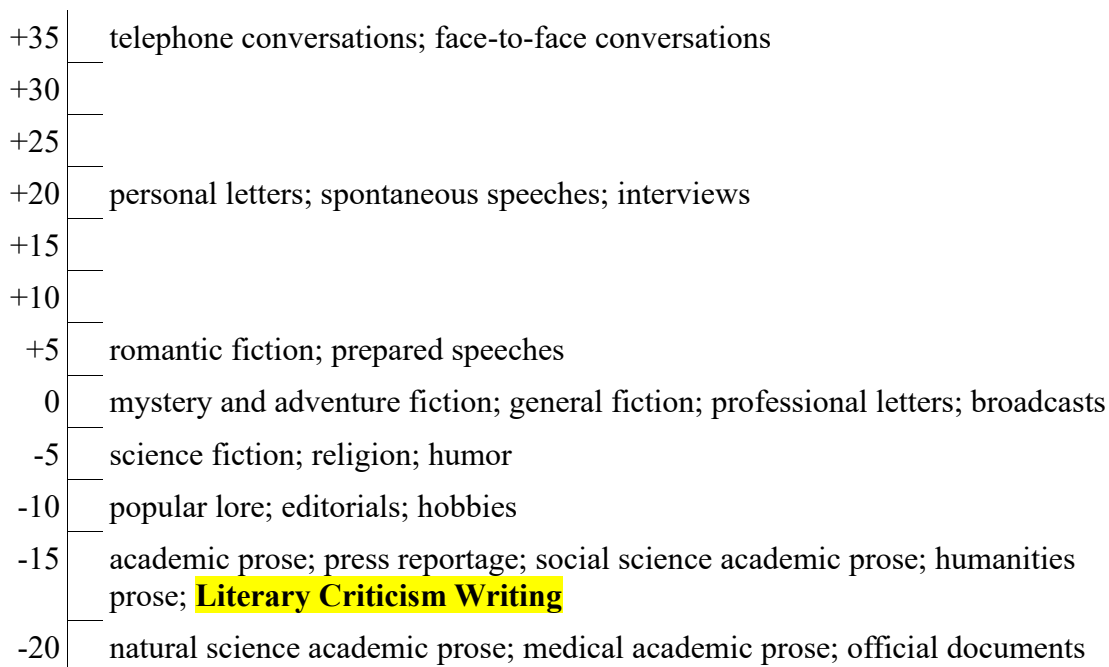 +35 telephone conversations; face-to-face conversations
+30
+25
+20 personal letters; spontaneous speeches; interviews
+15
+10
+5 romantic fiction; prepared speeches
0 mystery and adventure fiction; general fiction; professional letters; broadcasts
-5 science fiction; religion; humor
-10 popular lore; editorials; hobbies
-15 academic prose; press reportage; social science academic prose; humanities
prose; Literary Criticism Writing
-20 natural science academic prose; medical academic prose; official documents